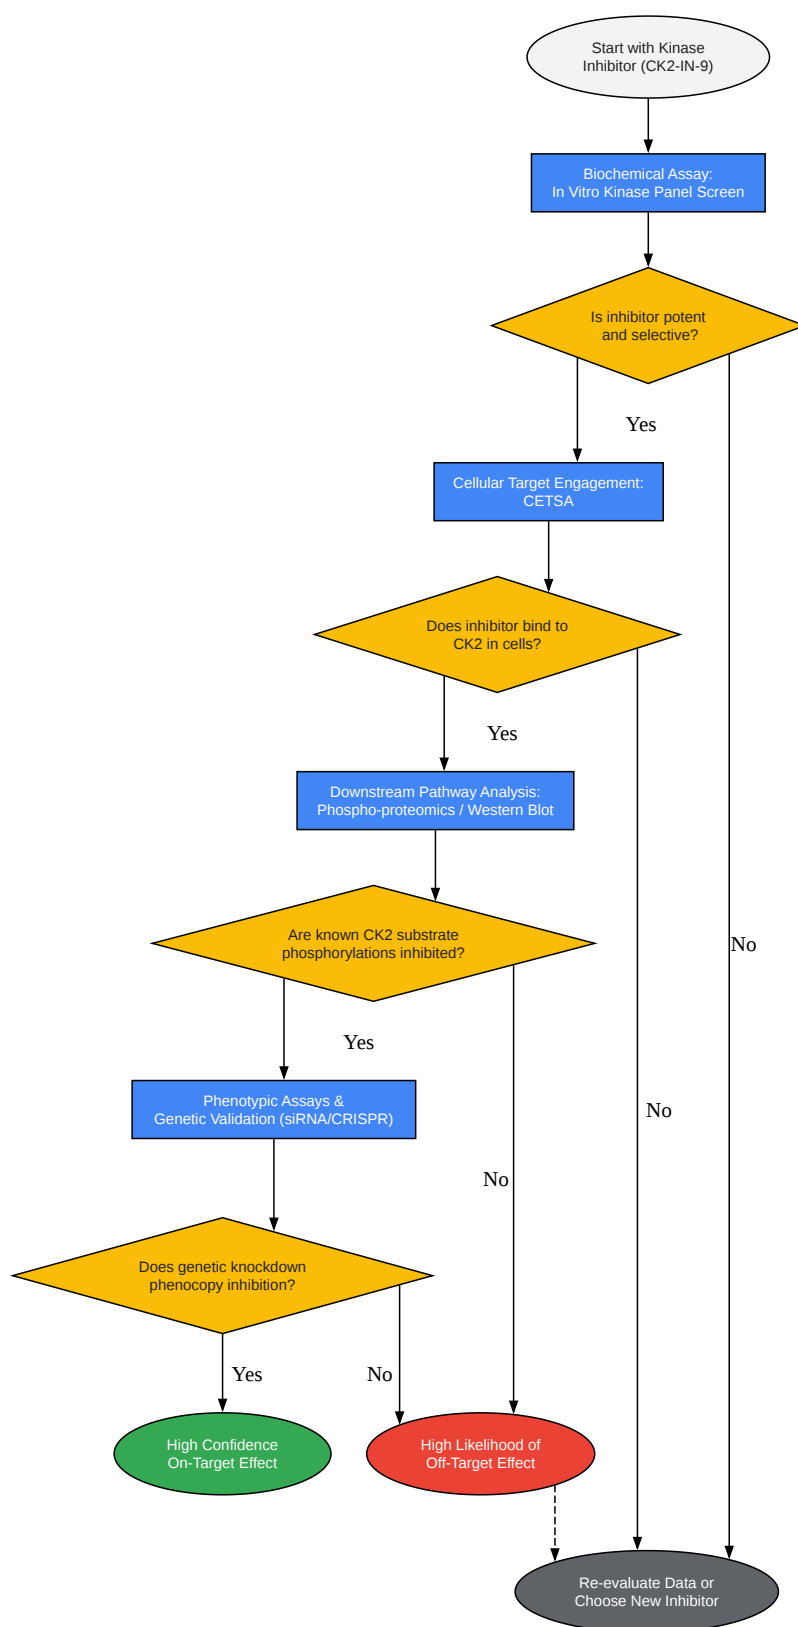 Start with Kinase
Inhibitor (CK2-IN-9)
Biochemical Assay:
In Vitro Kinase Panel Screen
Is inhibitor potent
and selective?
Yes
Cellular Target Engagement:
CETSA
Does inhibitor bind to
CK2 in cells?
Yes
Downstream Pathway Analysis:
Phospho-proteomics / Western Blot
Are known CK2 substrate
phosphorylations inhibited?
No
Yes
Phenotypic Assays &
Genetic Validation (siRNA/CRISPR)
No
No
Does genetic knockdown
phenocopy inhibition?
Yes
No
High Confidence
On-Target Effect
High Likelihood of
Off-Target Effect
Re-evaluate Data or
Choose New Inhibitor